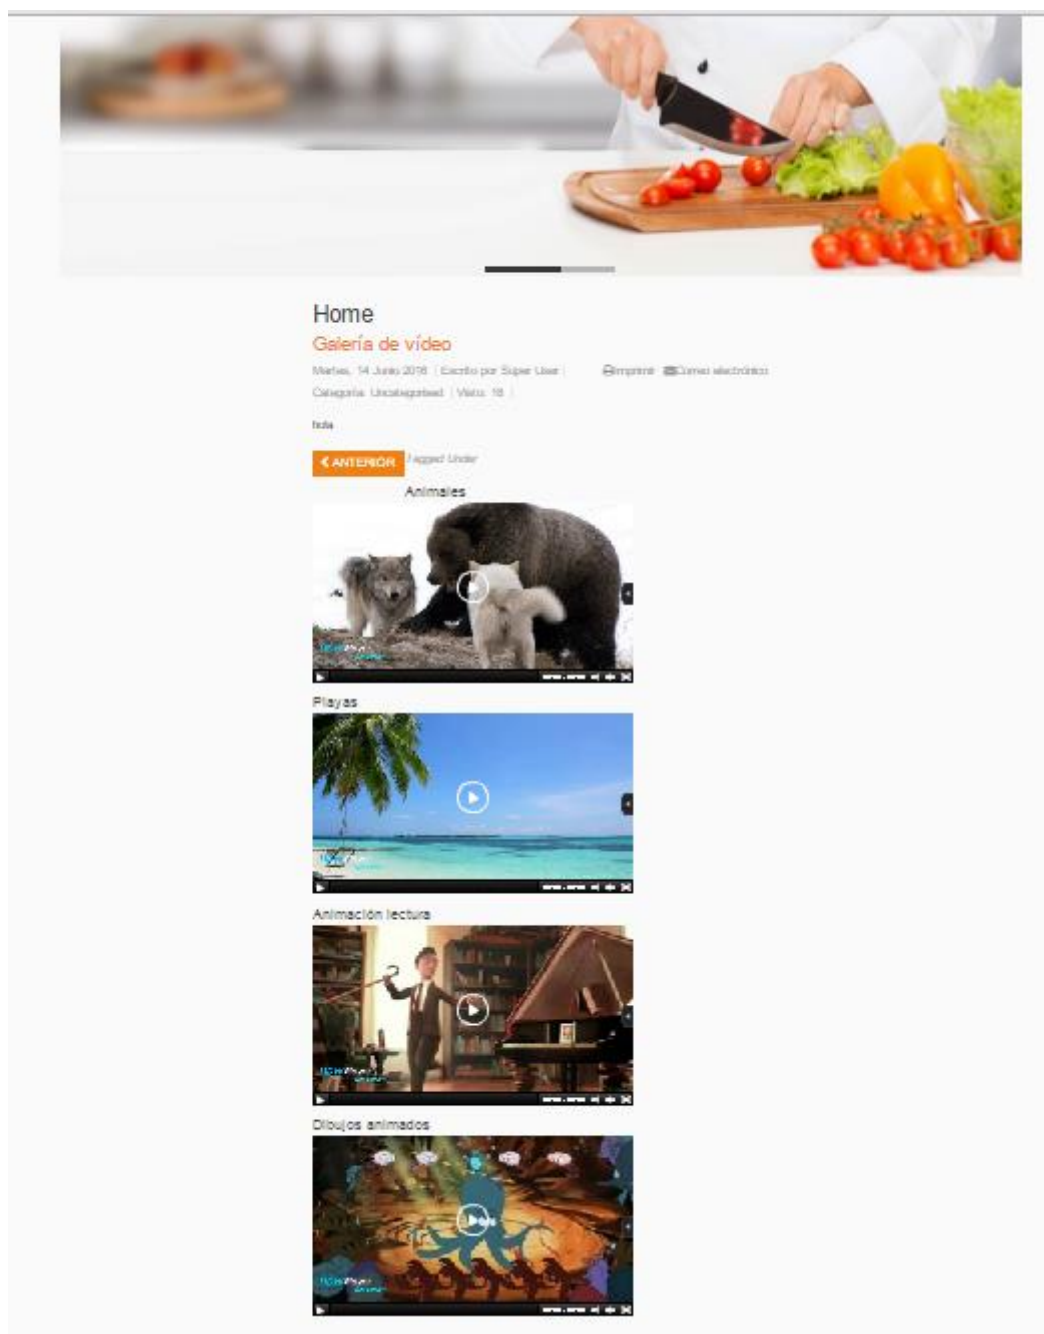 Home
Galería de vídeo
Martes, 14 Junio 2016 | Escrito por Super User | Imprimir Correo electrónico
Categoría: Uncategorised | Visto: 18 |
hola
ANTERIOR Tagged Under
Animales
Playas
Animación lectura
Dibujos animados